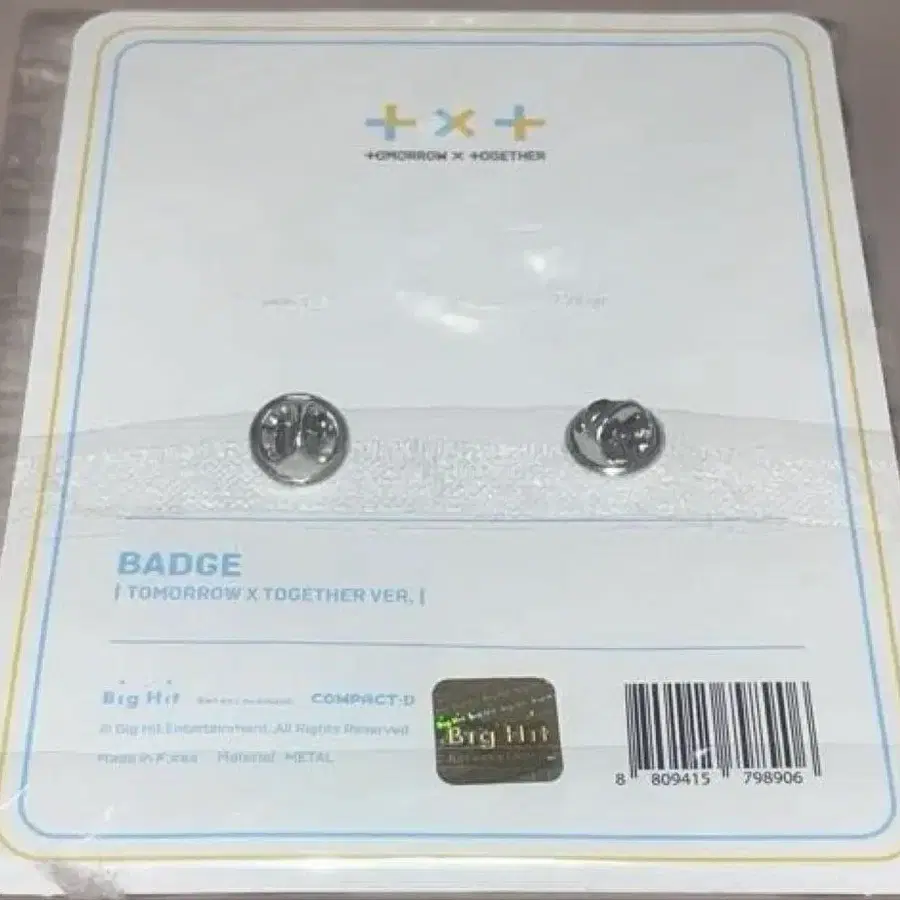 +x+
+OMORROW x +OGETHER
BADGE
| TOMORROW X TOGETHER VER. |
Big Hit COMPACT-D
© Big Hit Entertainment. All Rights Reserved
Made in Korea Material METAL
Big Hit
8 809415 798906